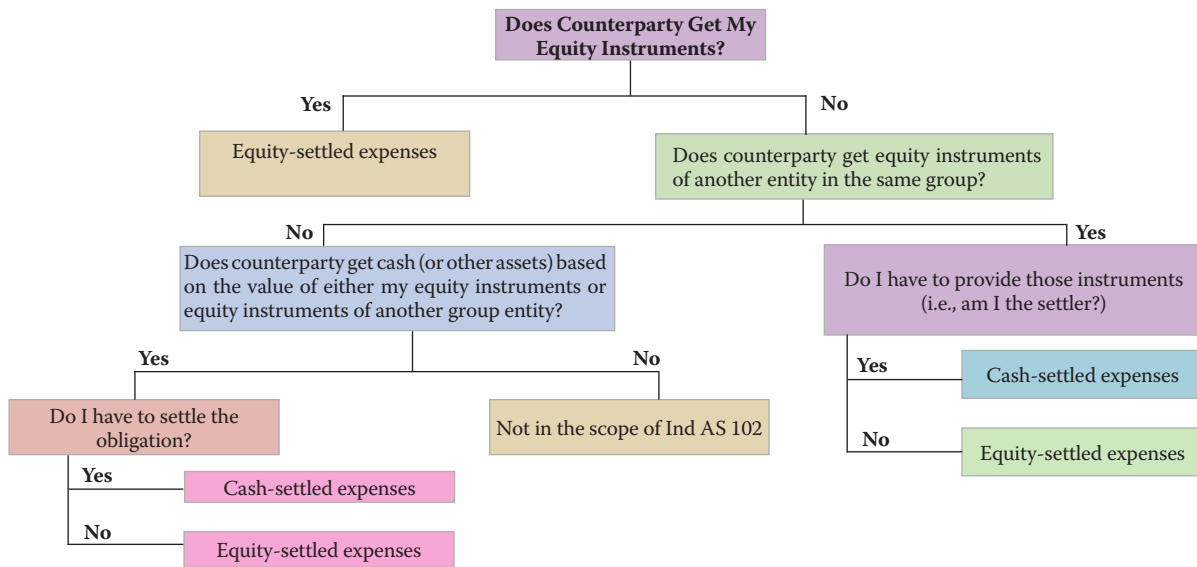 Does Counterparty Get My
Equity Instruments?
Yes
No
Equity-settled expenses
Does counterparty get equity instruments
of another entity in the same group?
No
Yes
Does counterparty get cash (or other assets) based
on the value of either my equity instruments or
equity instruments of another group entity?
Do I have to provide those instruments
(i.e., am I the settler?)
Yes
No
Yes
Cash-settled expenses
Do I have to settle the
obligation?
Not in the scope of Ind AS 102
No
Equity-settled expenses
Yes
Cash-settled expenses
No
Equity-settled expenses